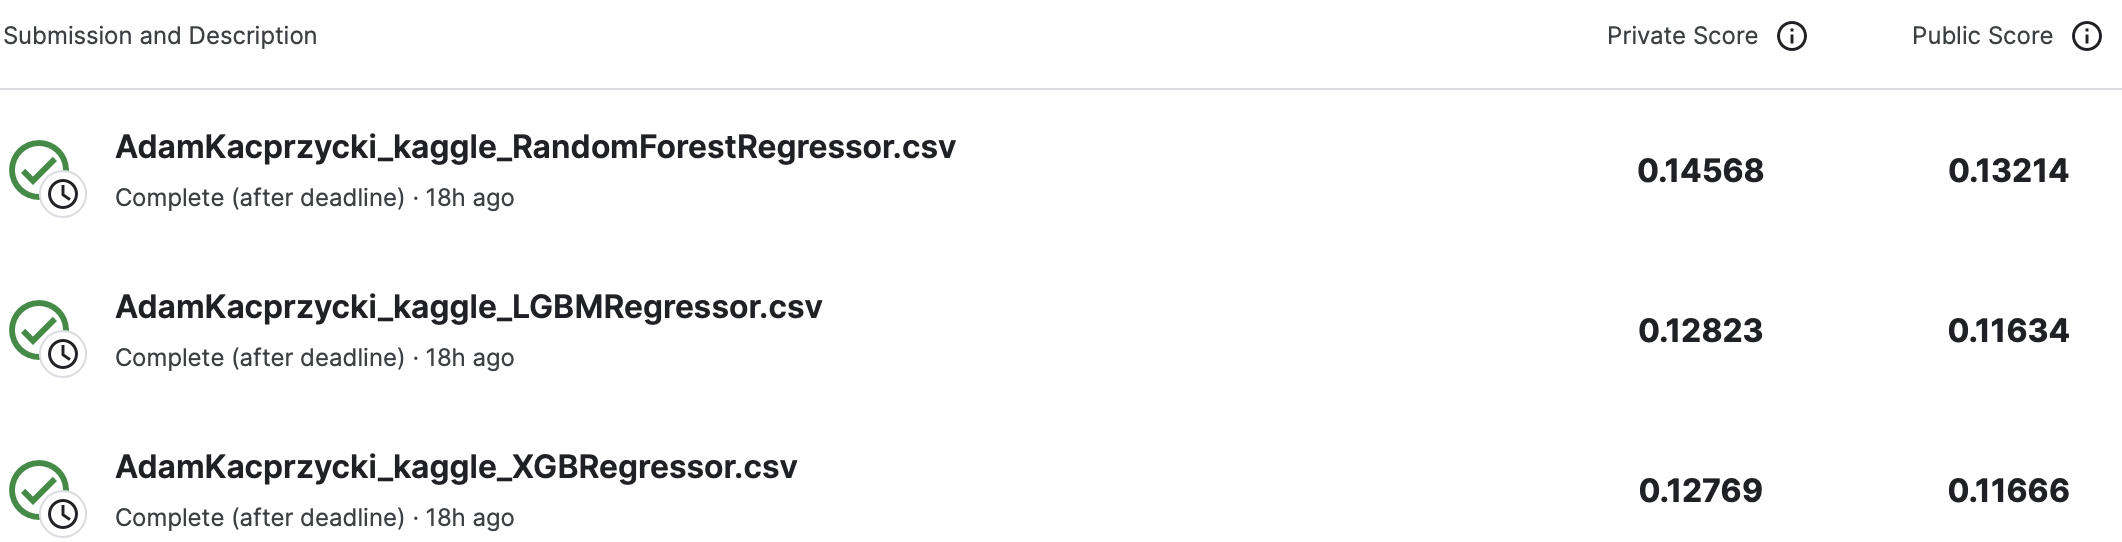 Submission and Description Private Score Public Score
AdamKacprzycki_kaggle_RandomForestRegressor.csv
Complete (after deadline) · 18h ago
0.14568 0.13214
AdamKacprzycki_kaggle_LGBMRegressor.csv
Complete (after deadline) · 18h ago
0.12823 0.11634
AdamKacprzycki_kaggle_XGBRegressor.csv
Complete (after deadline) · 18h ago
0.12769 0.11666